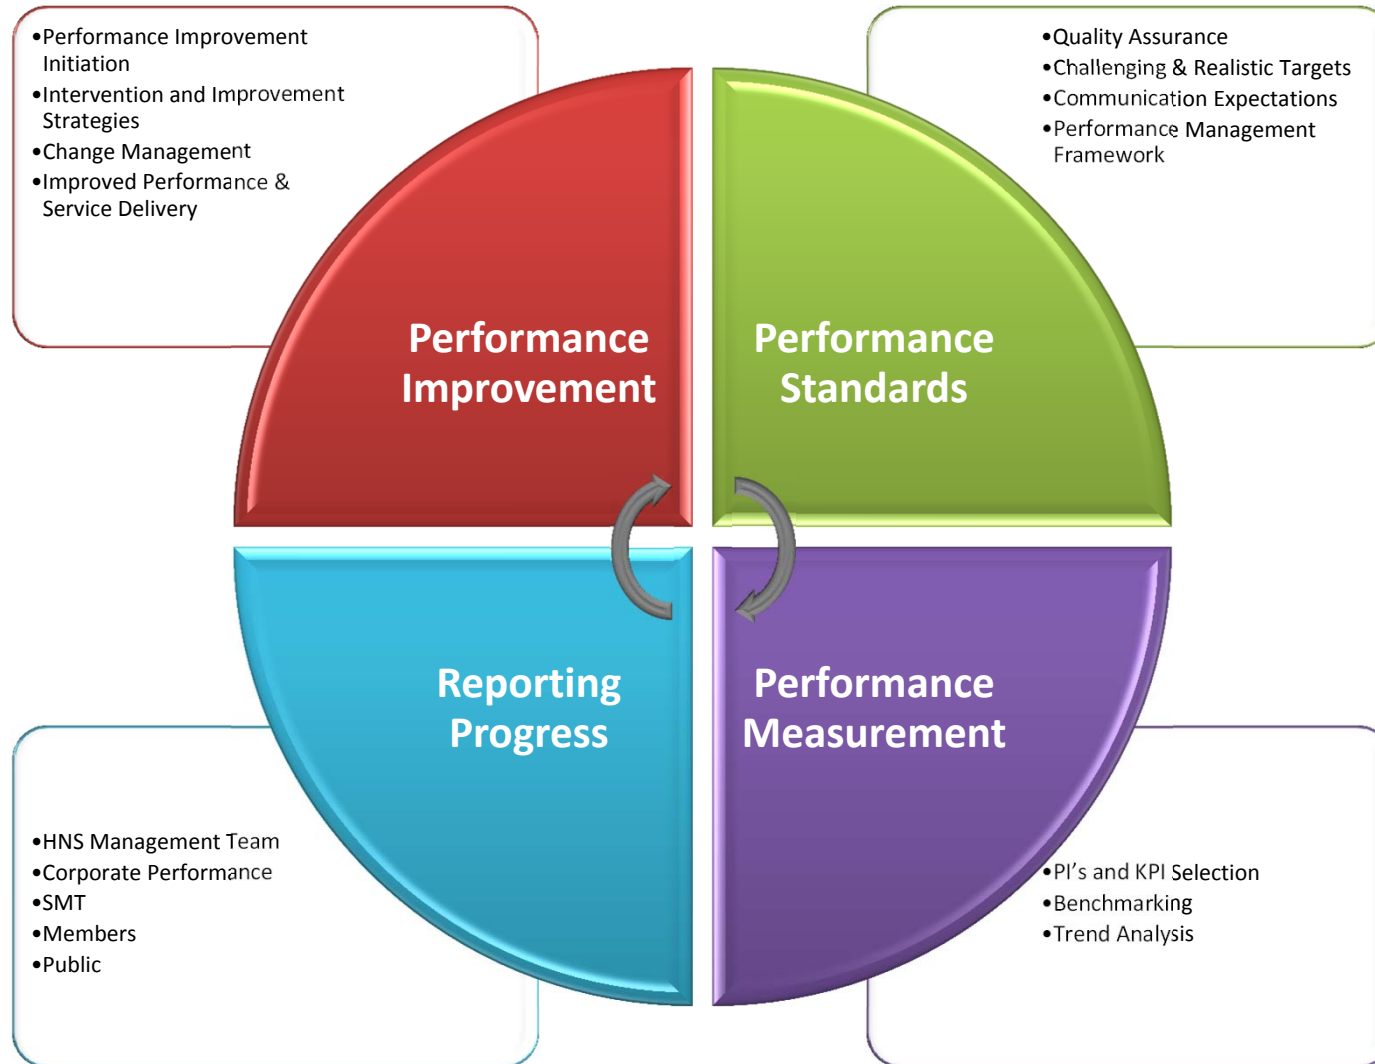 •Performance Improvement
Initiation
•Intervention and Improvement
Strategies
•Change Management
•Improved Performance &
Service Delivery
•Quality Assurance
•Challenging & Realistic Targets
•Communication Expectations
•Performance Management
Framework
Performance
Improvement
Performance
Standards
Reporting
Progress
Performance
Measurement
•HNS Management Team
•Corporate Performance
•SMT
•Members
•Public
•PI’s and KPI Selection
•Benchmarking
•Trend Analysis